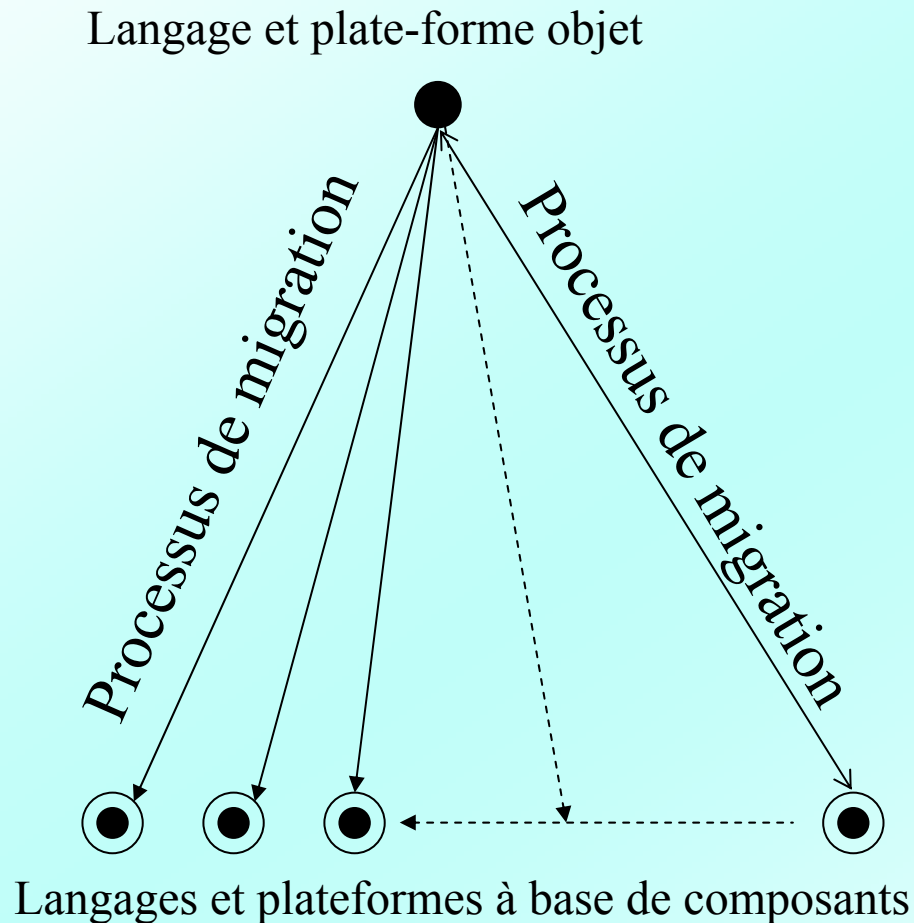 Langage et plate-forme objet
Processus de migration
Processus de migration
Langages et plateformes à base de composants